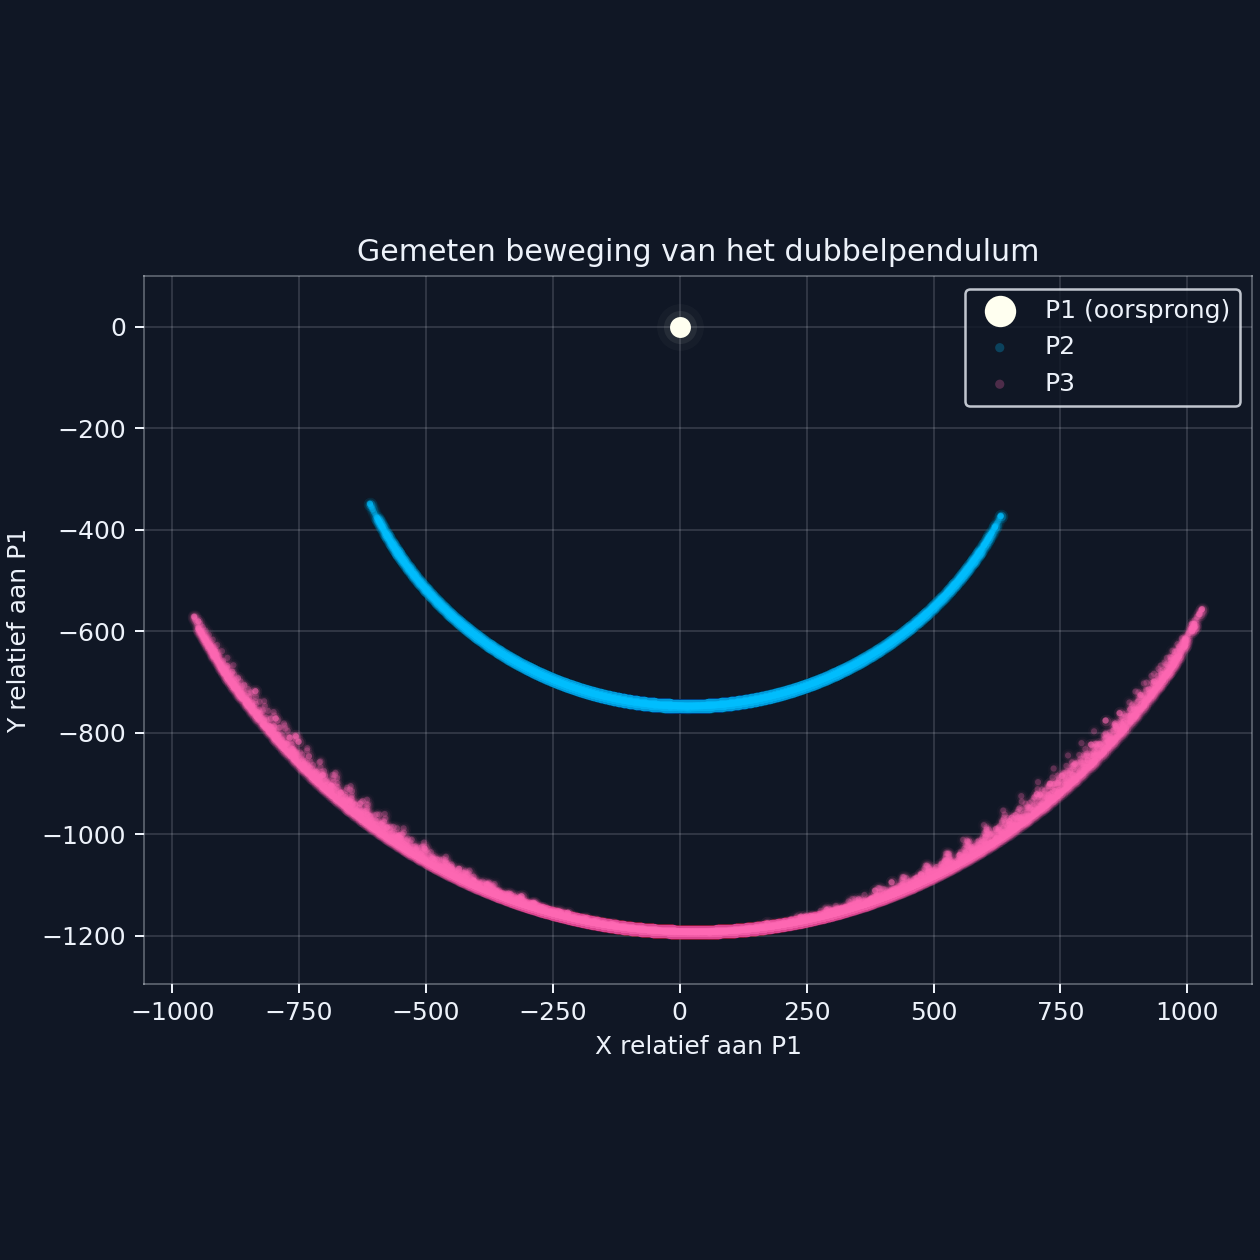 Gemeten beweging van het dubbelpendulum
P1 (oorsprong)
P2
P3
Y relatief aan P1
0
−200
−400
−600
−800
−1000
−1200
−1000 −750 −500 −250 0 250 500 750 1000
X relatief aan P1